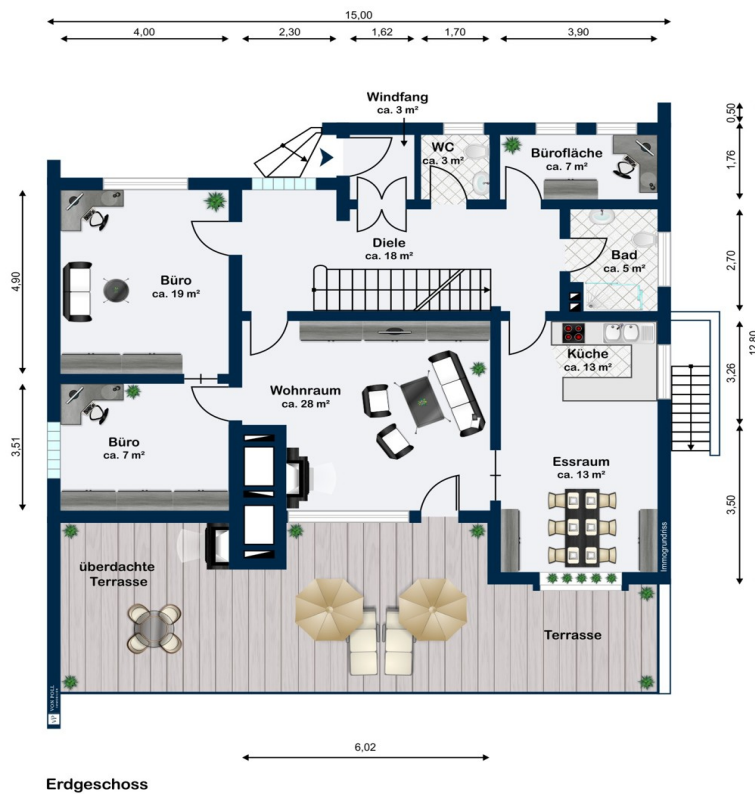 15,00
4,00
2,30
1,62
1,70
3,90
Windfang
ca. 3 m²
WC
ca. 3 m²
Bürofläche
ca. 7 m²
0,50
1,76
Diele
ca. 18 m²
Bad
ca. 5 m²
2,70
4,90
Büro
ca. 19 m²
12,80
Küche
ca. 13 m²
3,26
Wohnraum
ca. 28 m²
3,51
Büro
ca. 7 m²
Essraum
ca. 13 m²
3,50
Immogrundriss
überdachte
Terrasse
Terrasse
VP VON POLL
6,02
Erdgeschoss